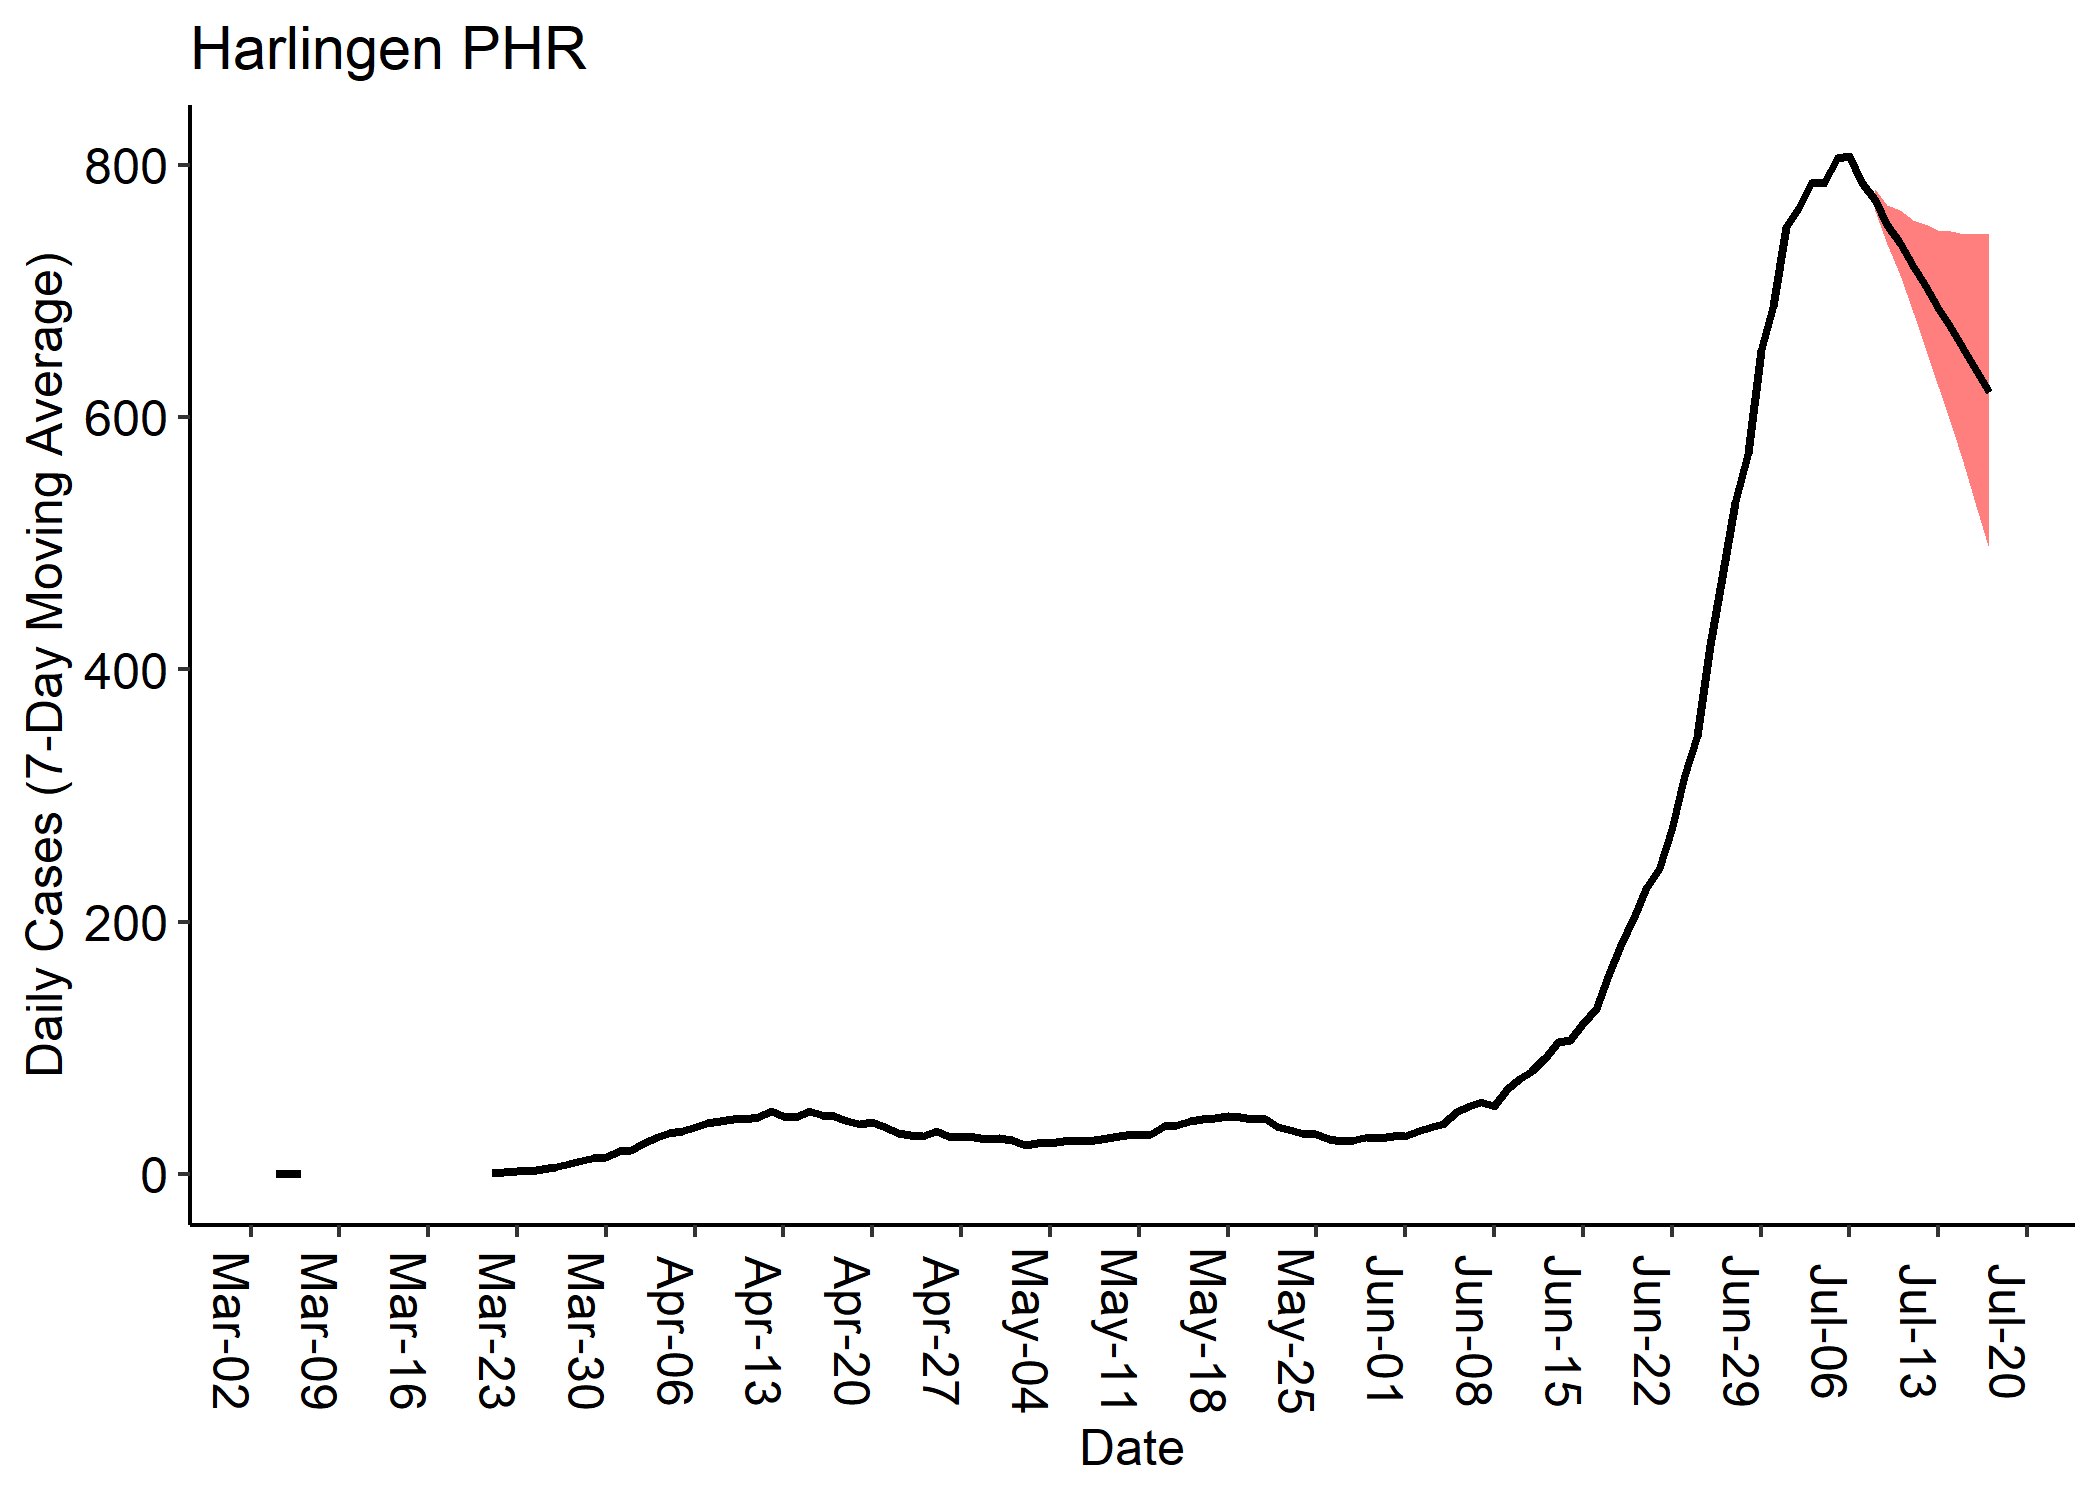 Harlingen PHR
Daily Cases (7-Day Moving Average)
800
600
400
200
0
Mar-02
Mar-09
Mar-16
Mar-23
Mar-30
Apr-06
Apr-13
Apr-20
Apr-27
May-04
May-11
May-18
May-25
Jun-01
Jun-08
Jun-15
Jun-22
Jun-29
Jul-06
Jul-13
Jul-20
Date